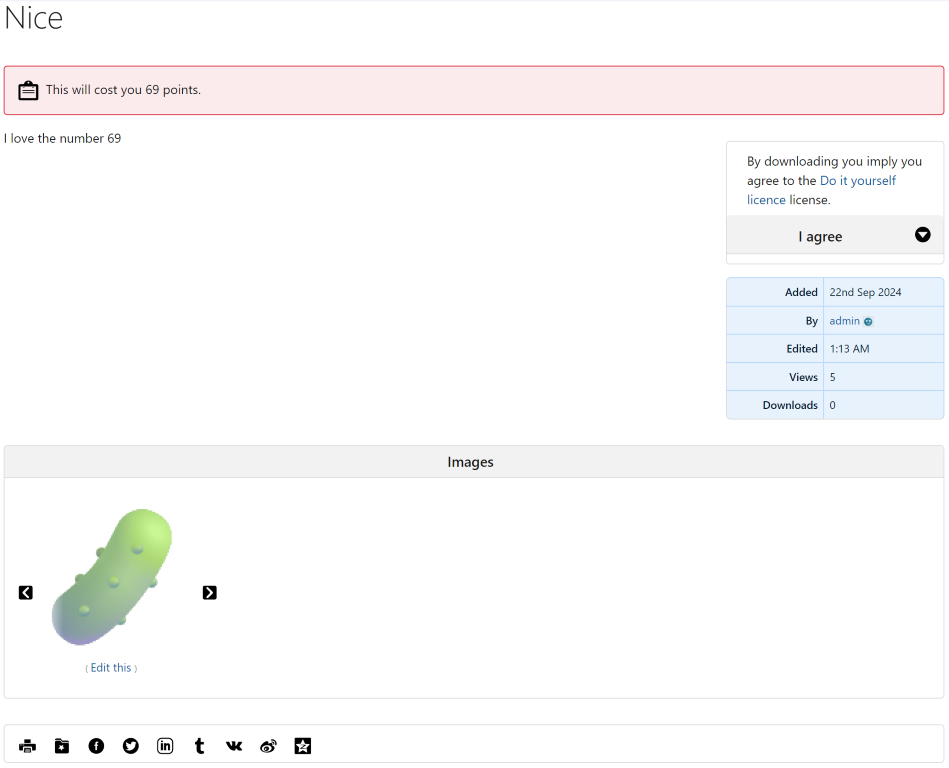 Nice
This will cost you 69 points.
I love the number 69
By downloading you imply you
agree to the Do it yourself
licence license.
I agree
Added 22nd Sep 2024
By admin
Edited 1:13 AM
Views 5
Downloads 0
Images
( Edit this )